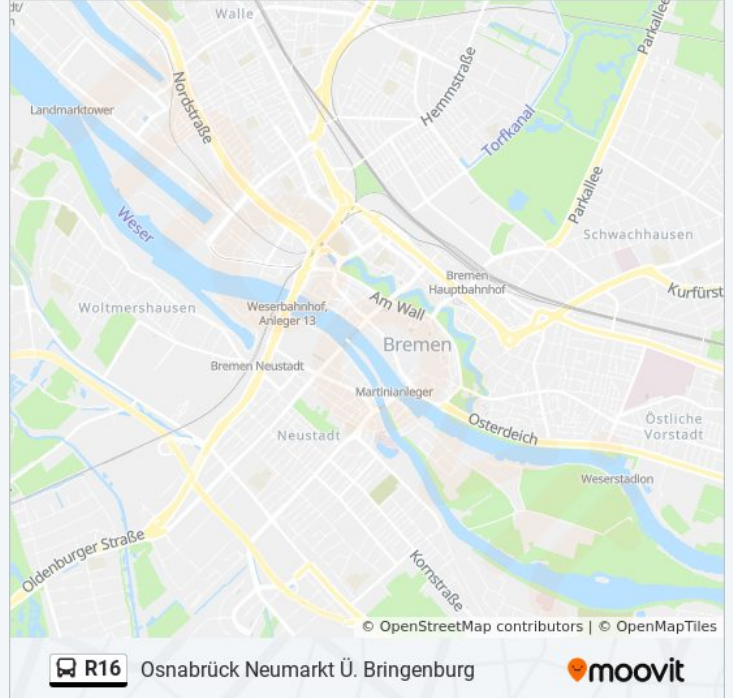 Walle
Parkallee
Hemmstraße
Nordstraße
Landmarktower
Torfkanal
Parkallee
Weser
Schwachhausen
Bremen
Hauptbahnhof
Kurfürst
Woltmershausen
Weserbahnhof,
Anleger 13
Am Wall
Bremen
Bremen Neustadt
Martinianleger
Osterdeich
Östliche
Vorstadt
Neustadt
Weserstadion
Oldenburger Straße
Kornstraße
© OpenStreetMap contributors | © OpenMapTiles
R16 Osnabrück Neumarkt Ü. Bringenburg
moovit